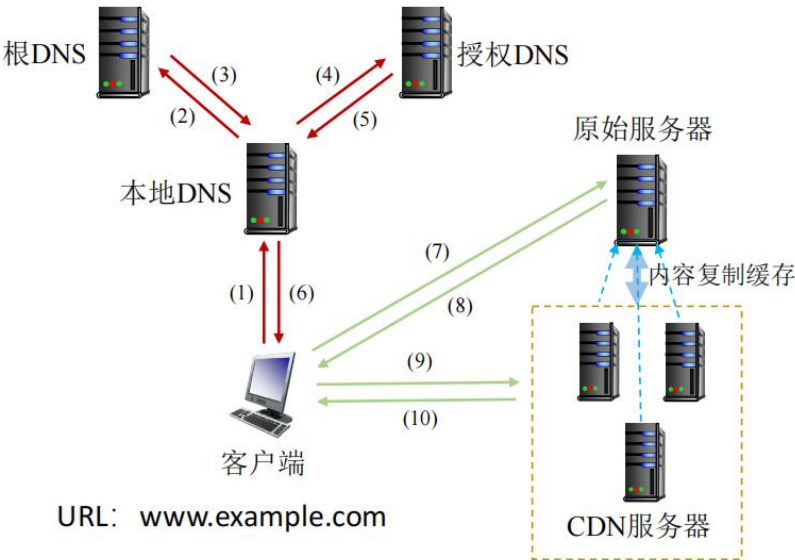 根DNS
(3)
(2)
(4)
(5)
授权DNS
原始服务器
本地DNS
(1)
(6)
(7)
(8)
内容复制缓存
(9)
(10)
客户端
CDN服务器
URL: www.example.com